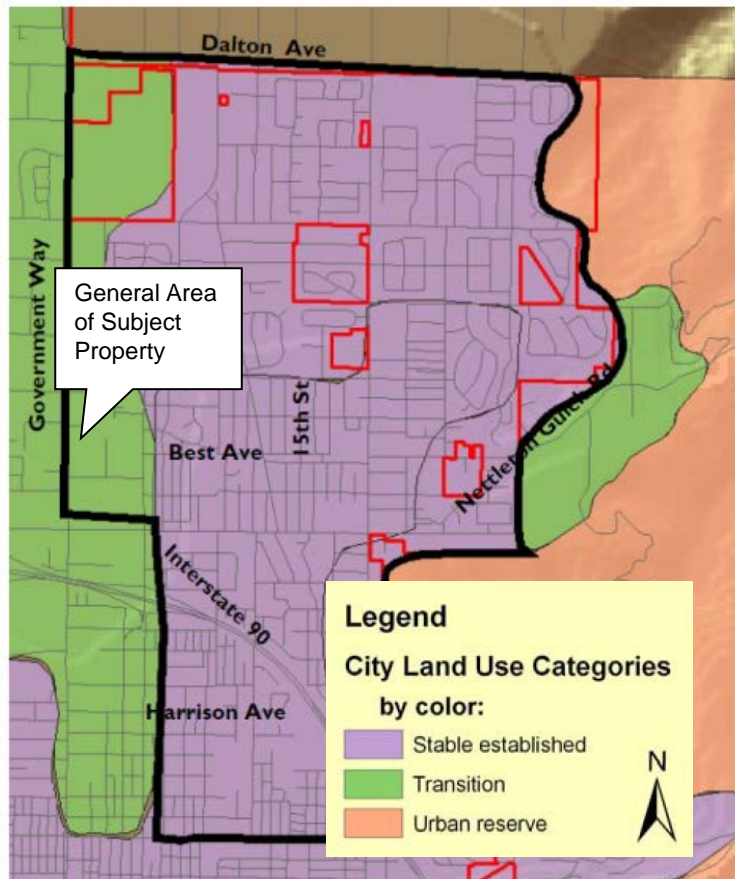 Dalton Ave
Government Way
General Area
of Subject
Property
15th St
Best Ave
Nettleton Gulch Rd
Interstate 90
Harrison Ave
Legend
City Land Use Categories
by color:
Stable established
Transition
Urban reserve
N